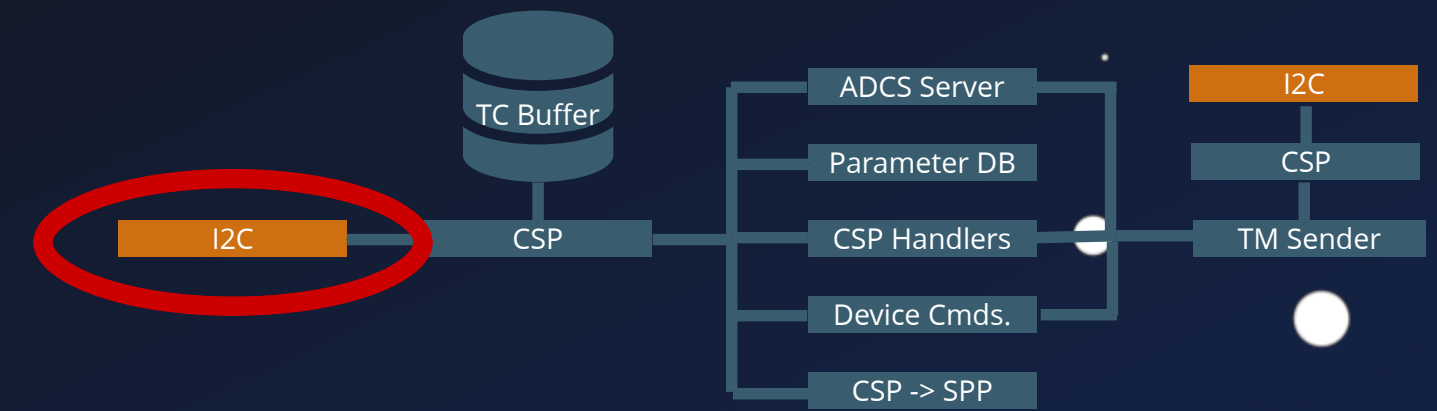 TC Buffer
I2C
CSP
ADCS Server
Parameter DB
CSP Handlers
Device Cmds.
CSP -> SPP
I2C
CSP
TM Sender